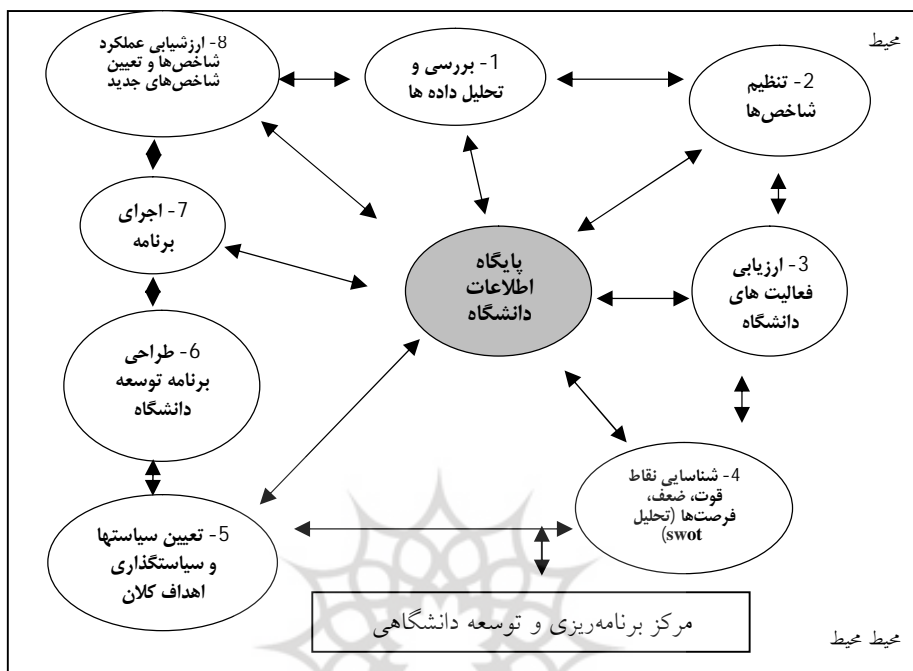 محیط
8- ارزشیابی عملکرد
شاخص‌ها و تعیین
شاخص‌های جدید
1- بررسی و
تحلیل داده ها
2- تنظیم
شاخص‌ها
7- اجرای
برنامه
پایگاه
اطلاعات
دانشگاه
3- ارزیابی
فعالیت های
دانشگاه
6- طراحی
برنامه توسعه
دانشگاه
4- شناسایی نقاط
قوت، ضعف،
فرصت‌ها (تحلیل
swot)
5- تعیین سیاستها
و سیاستگذاری
اهداف کلان
مرکز برنامه‌ریزی و توسعه دانشگاهی
محیط محیط